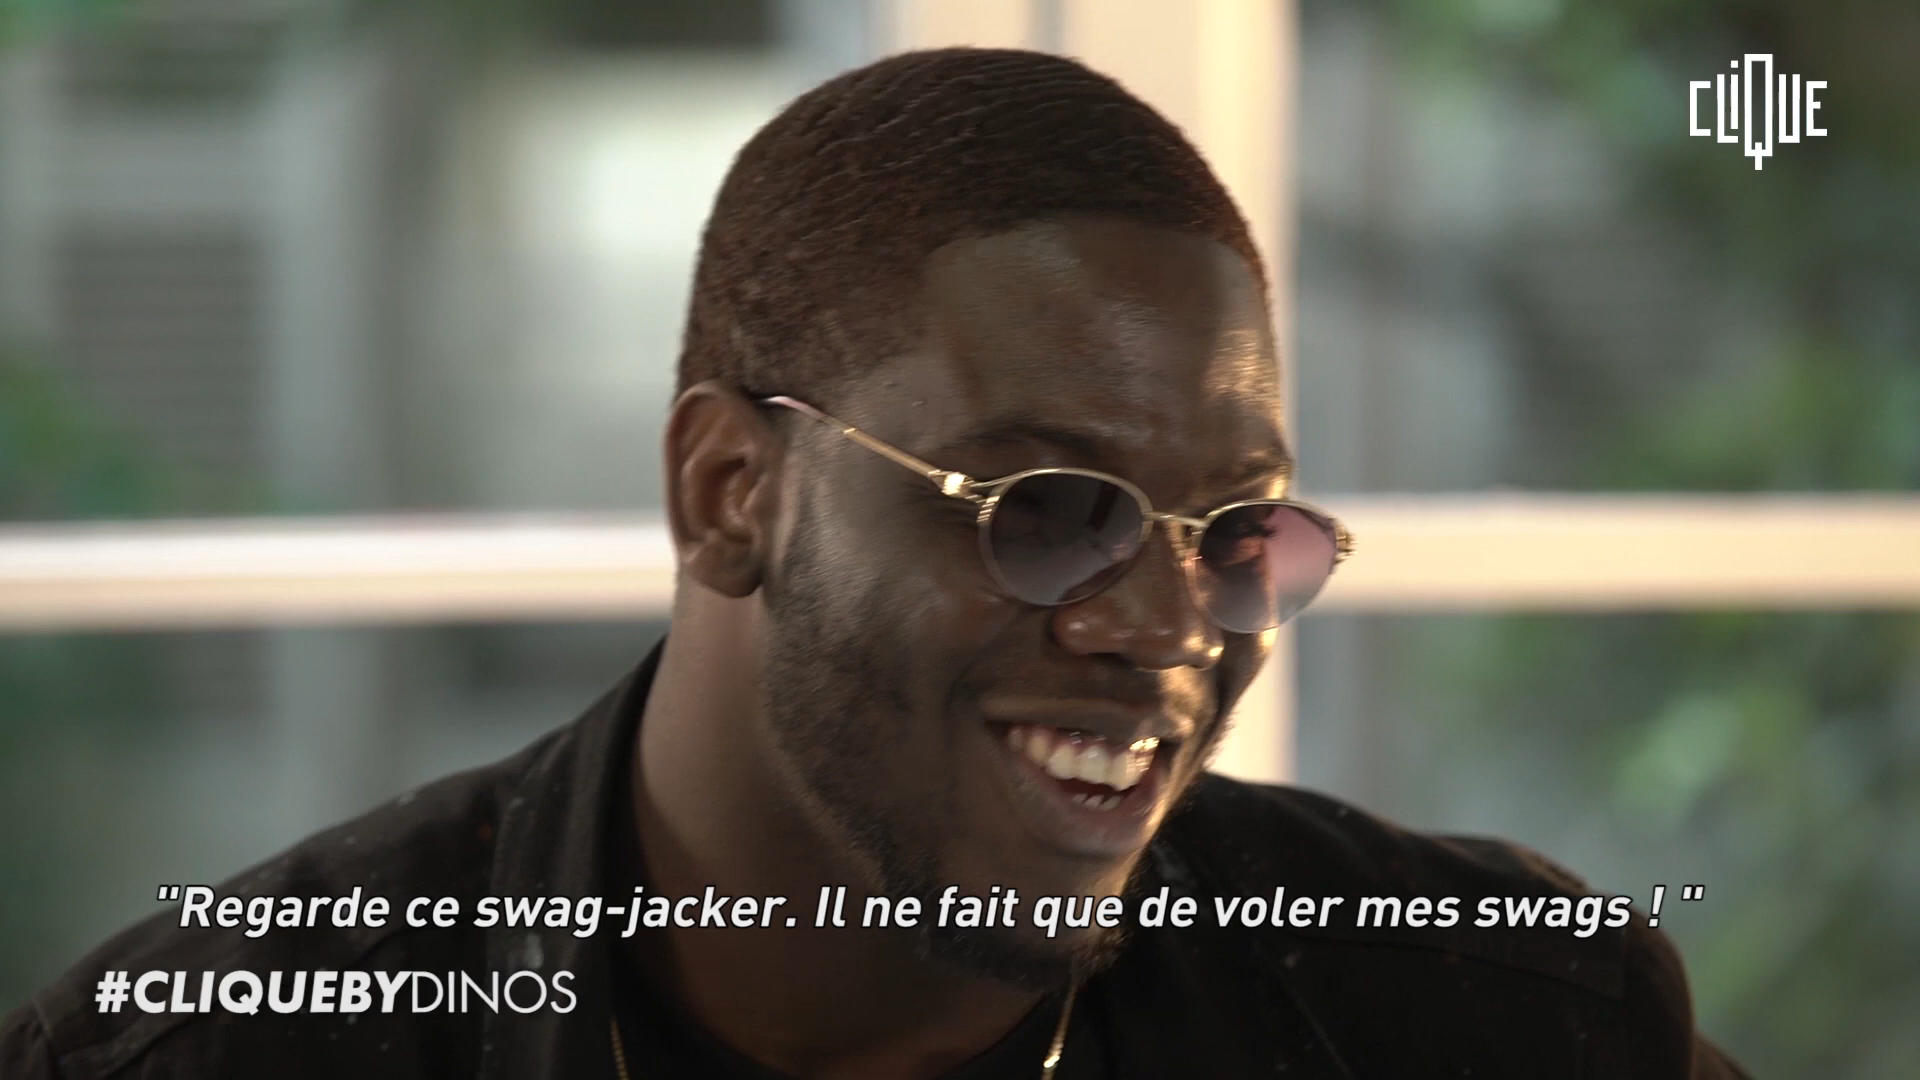 CLIQUE
"Regarde ce swag-jacker. Il ne fait que de voler mes swags ! "
#CLIQUEBYDINOS